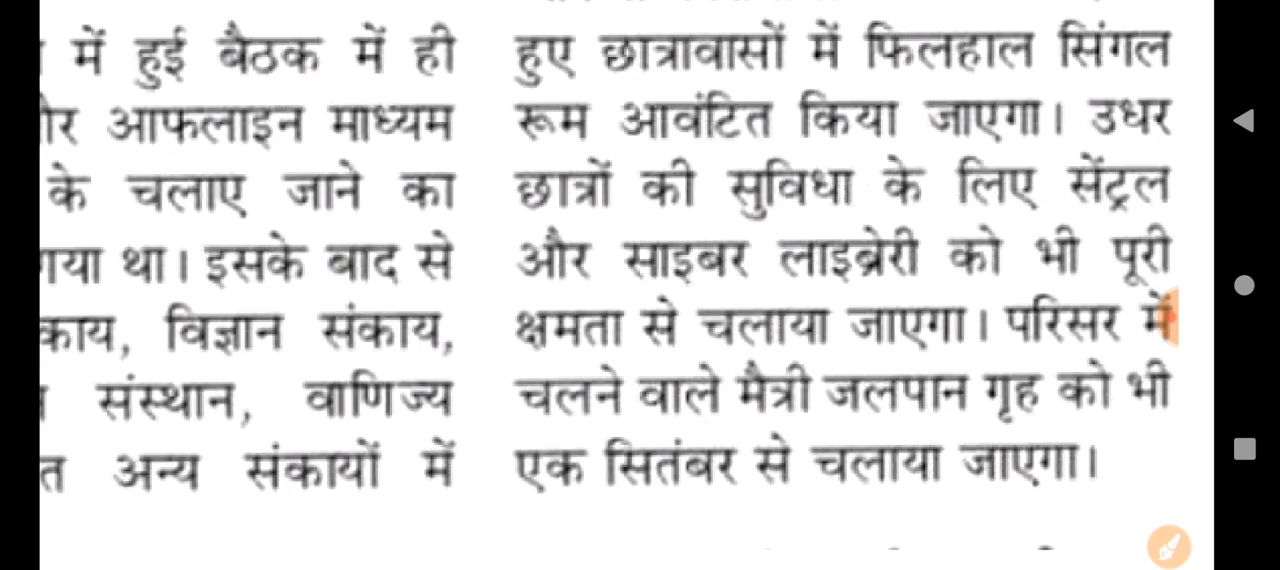 में हुई बैठक में ही
आफलाइन माध्यम
के चलाए जाने का
था। इसके बाद से
विज्ञान संकाय,
संस्थान, वाणिज्य
अन्य संकायों में
हुए छात्रावासों में फिलहाल सिंगल
रूम आवंटित किया जाएगा। उधर
छात्रों की सुविधा के लिए सेंट्रल
और साइबर लाइब्रेरी को भी पूरी
क्षमता से चलाया जाएगा। परिसर में
चलने वाले मैत्री जलपान गृह को भी
एक सितंबर से चलाया जाएगा।